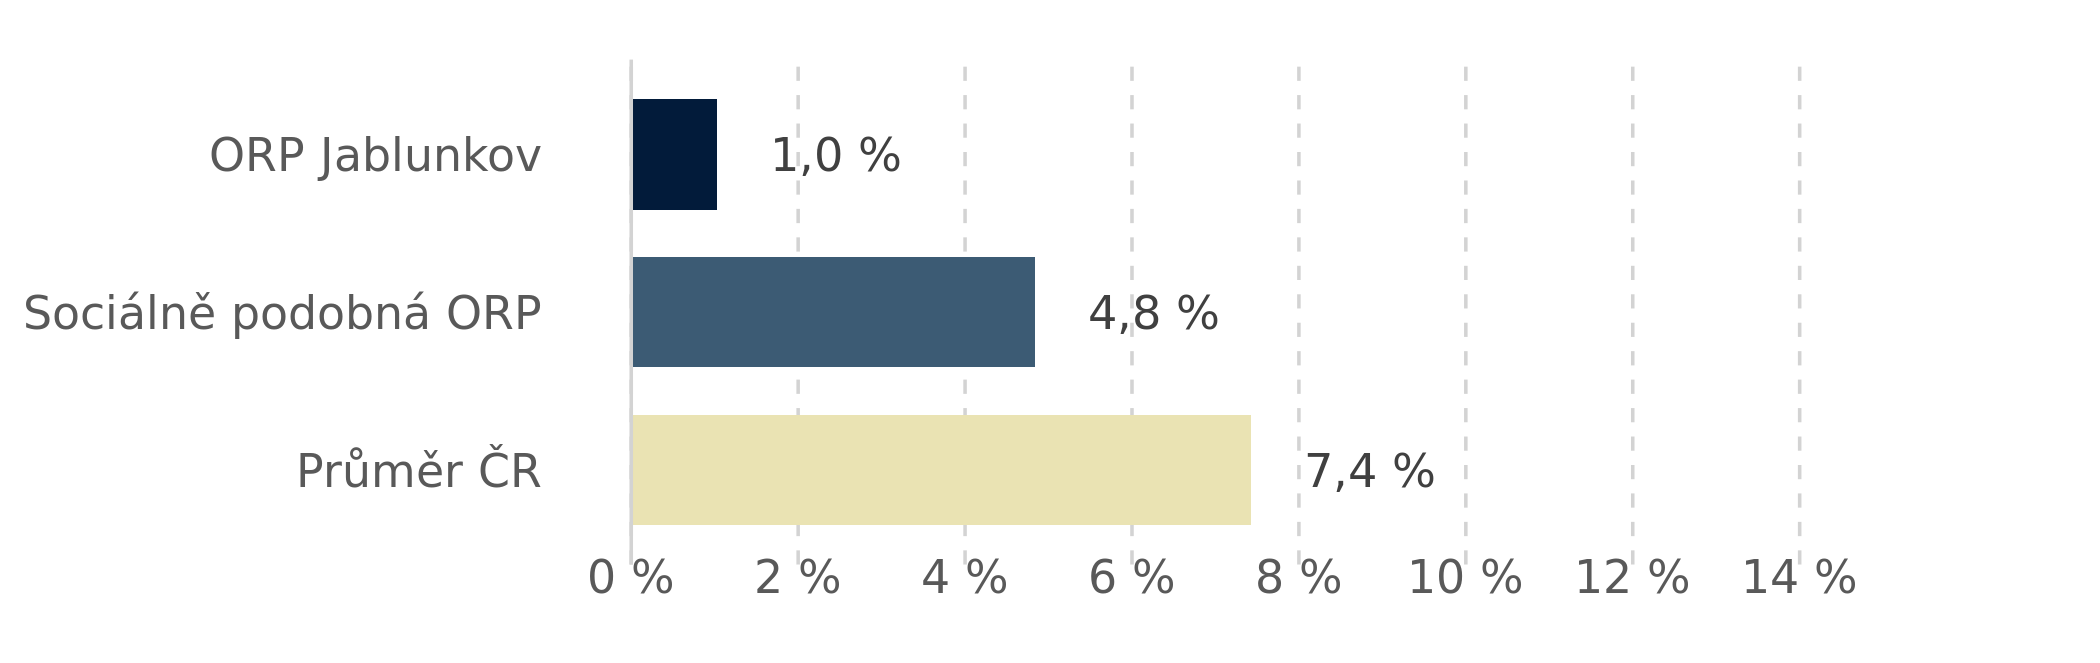 ORP Jablunkov
1,0 %
Sociálně podobná ORP
4,8 %
Průměr ČR
7,4 %
0 % 2 % 4 % 6 % 8 % 10 % 12 % 14 %